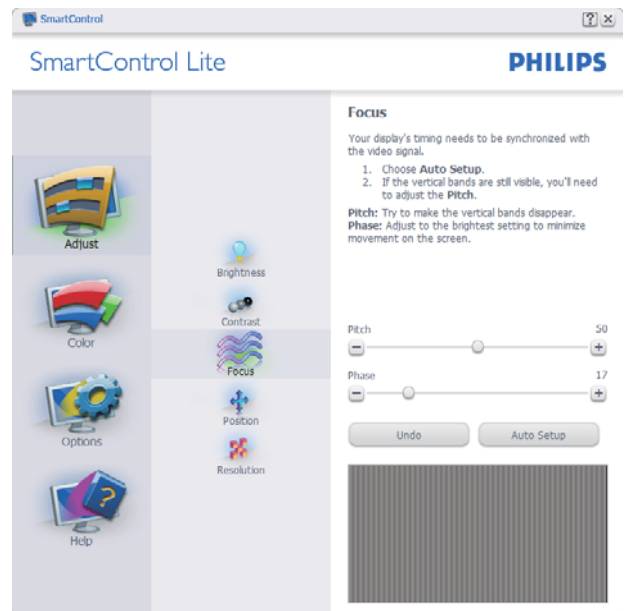 SmartControl
SmartControl Lite
PHILIPS
Adjust
Color
Options
Help
Brightness
Contrast
Focus
Position
Resolution
Focus
Your display's timing needs to be synchronized with
the video signal.
1. Choose Auto Setup.
2. If the vertical bands are still visible, you'll need
to adjust the Pitch.
Pitch: Try to make the vertical bands disappear.
Phase: Adjust to the brightest setting to minimize
movement on the screen.
Pitch 50
Phase 17
Undo Auto Setup